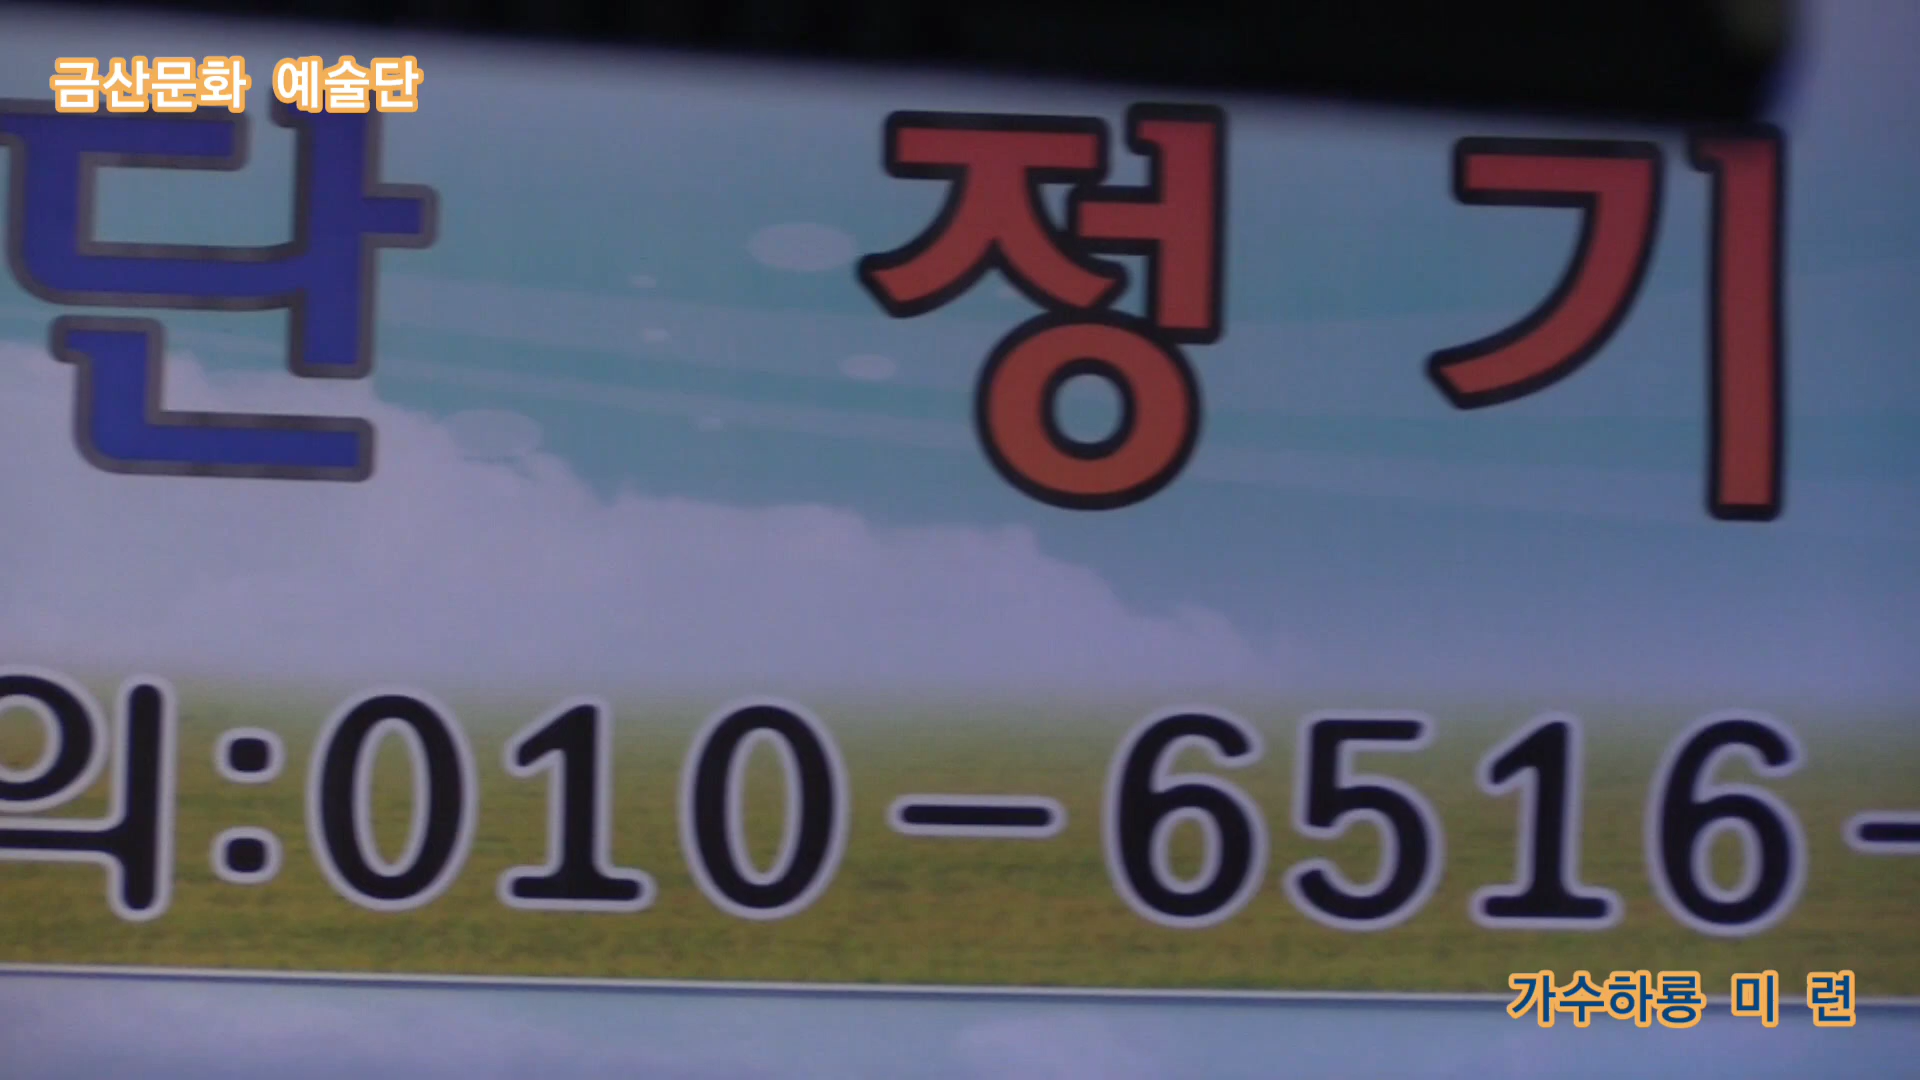 금산문화 예술단
단 정기
의:010-6516-
가수하룡 미 련